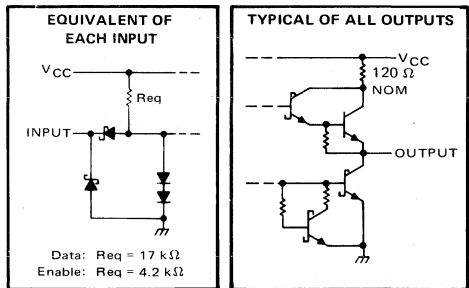 EQUIVALENT OF
EACH INPUT
VCC
Req
INPUT
Data: Req = 17 kΩ
Enable: Req = 4.2 kΩ
TYPICAL OF ALL OUTPUTS
VCC
120 Ω
NOM
OUTPUT